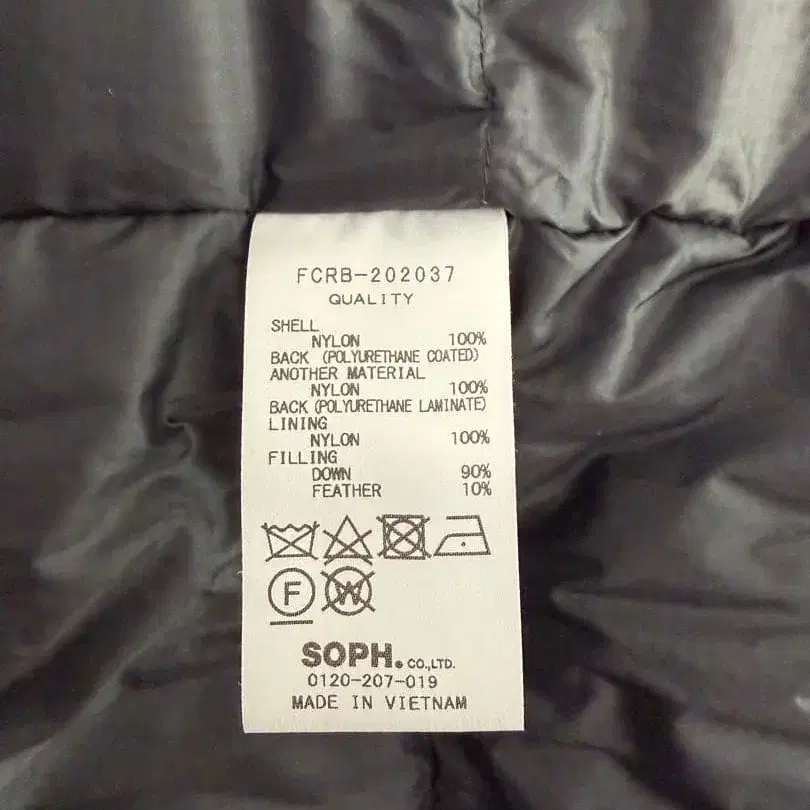 FCRB-202037
QUALITY
SHELL
NYLON 100%
BACK (POLYURETHANE COATED)
ANOTHER MATERIAL
NYLON 100%
BACK (POLYURETHANE LAMINATE)
LINING
NYLON 100%
FILLING
DOWN 90%
FEATHER 10%
F W
SOPH. CO.,LTD.
0120-207-019
MADE IN VIETNAM